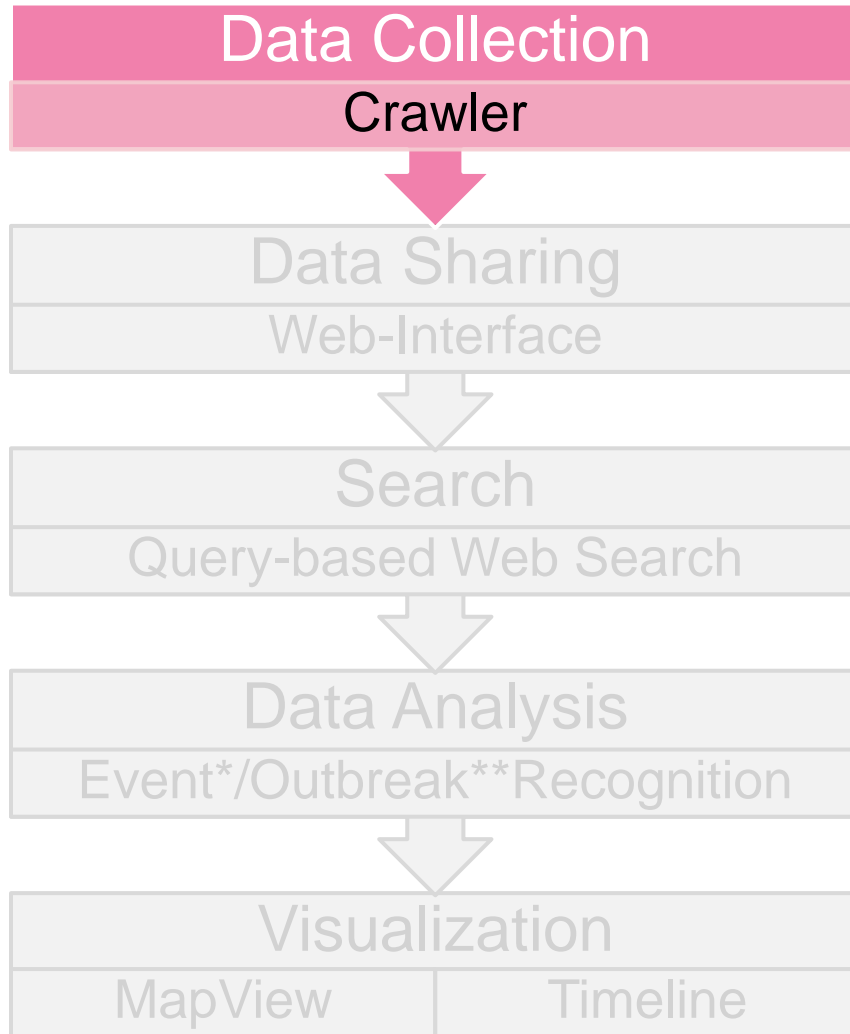 Data Collection
Crawler
Data Sharing
Web-Interface
Search
Query-based Web Search
Data Analysis
Event*/Outbreak**Recognition
Visualization
MapView Timeline